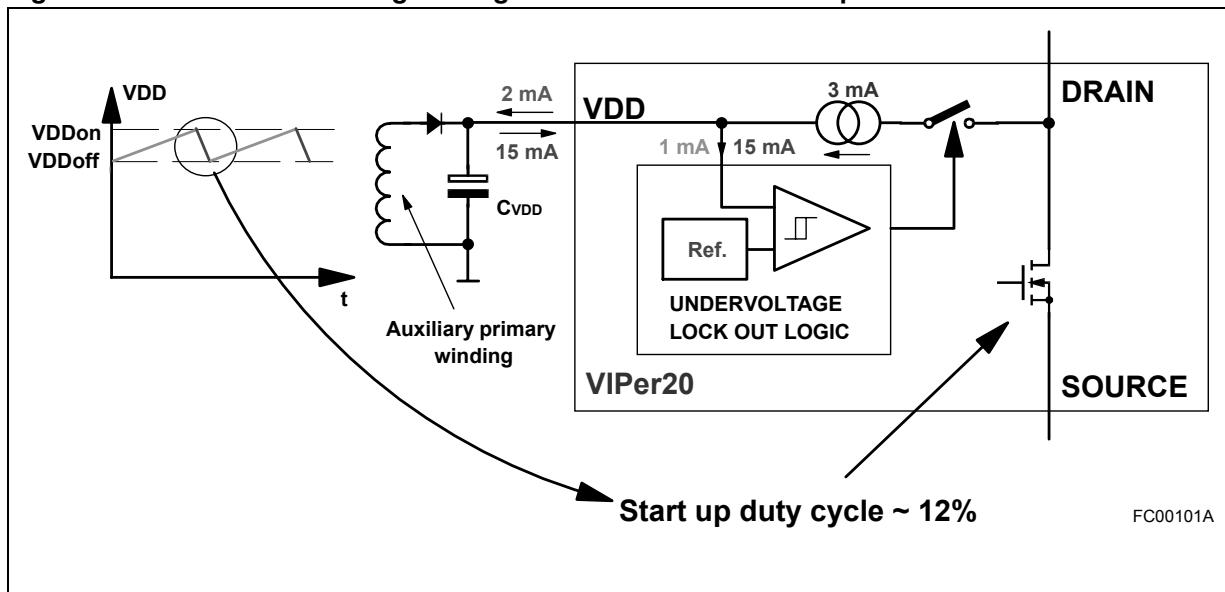 VDD
VDDon
VDDoff
t
2 mA
15 mA
CVDD
Auxiliary primary
winding
VDD
1 mA
15 mA
3 mA
DRAIN
Ref.
UNDERVOLTAGE
LOCK OUT LOGIC
VIPer20
SOURCE
Start up duty cycle ~ 12%
FC00101A